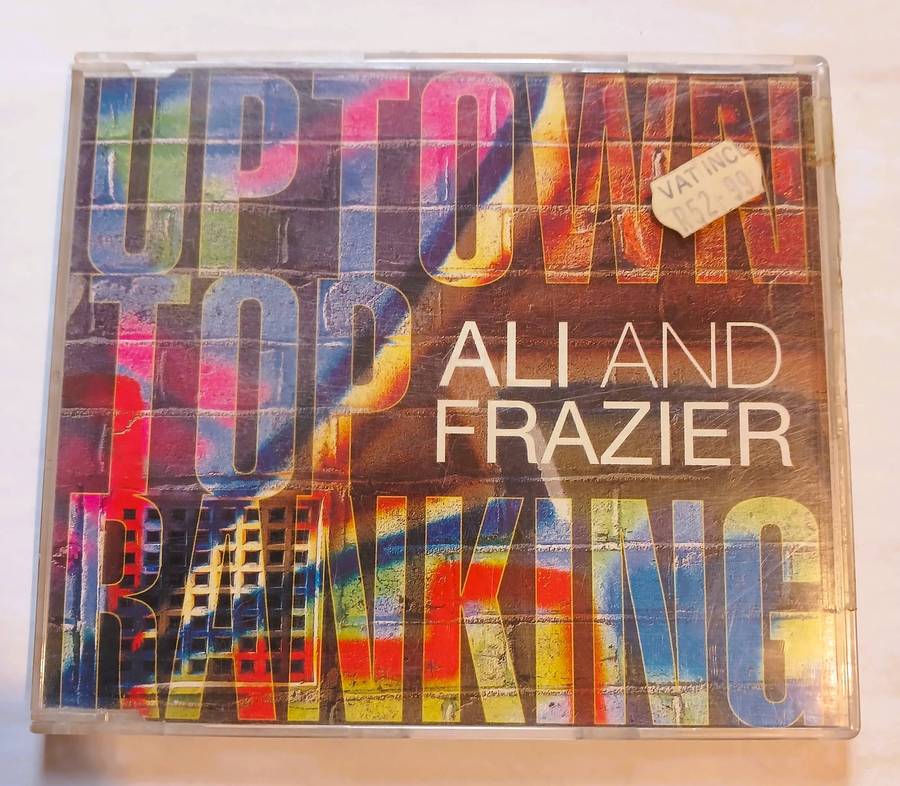 UPTOWN
VAT INCL
R52.99
TOP
ALI AND
FRAZIER
RANKING